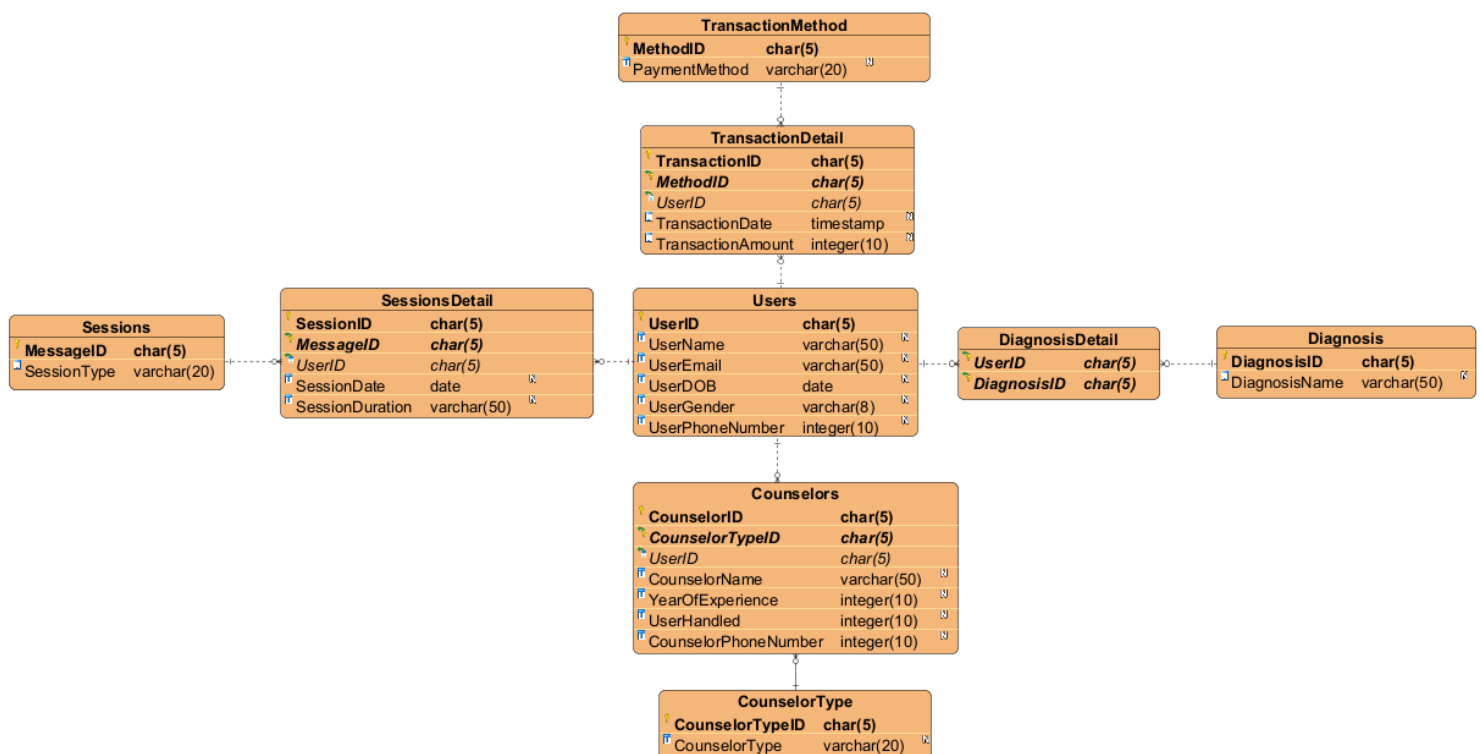 TransactionMethod
MethodID char(5)
PaymentMethod varchar(20) N
TransactionDetail
TransactionID char(5)
MethodID char(5)
UserID char(5)
TransactionDate timestamp N
TransactionAmount integer(10) N
Sessions
MessageID char(5)
SessionType varchar(20)
SessionsDetail
SessionID char(5)
MessageID char(5)
UserID char(5)
SessionDate date N
SessionDuration varchar(50) N
Users
UserID char(5)
UserName varchar(50) N
UserEmail varchar(50) N
UserDOB date N
UserGender varchar(8) N
UserPhoneNumber integer(10) N
DiagnosisDetail
UserID char(5)
DiagnosisID char(5)
Diagnosis
DiagnosisID char(5)
DiagnosisName varchar(50) N
Counselors
CounselorID char(5)
CounselorTypeID char(5)
UserID char(5)
CounselorName varchar(50) N
YearOfExperience integer(10) N
UserHandled integer(10) N
CounselorPhoneNumber integer(10) N
CounselorType
CounselorTypeID char(5)
CounselorType varchar(20) N